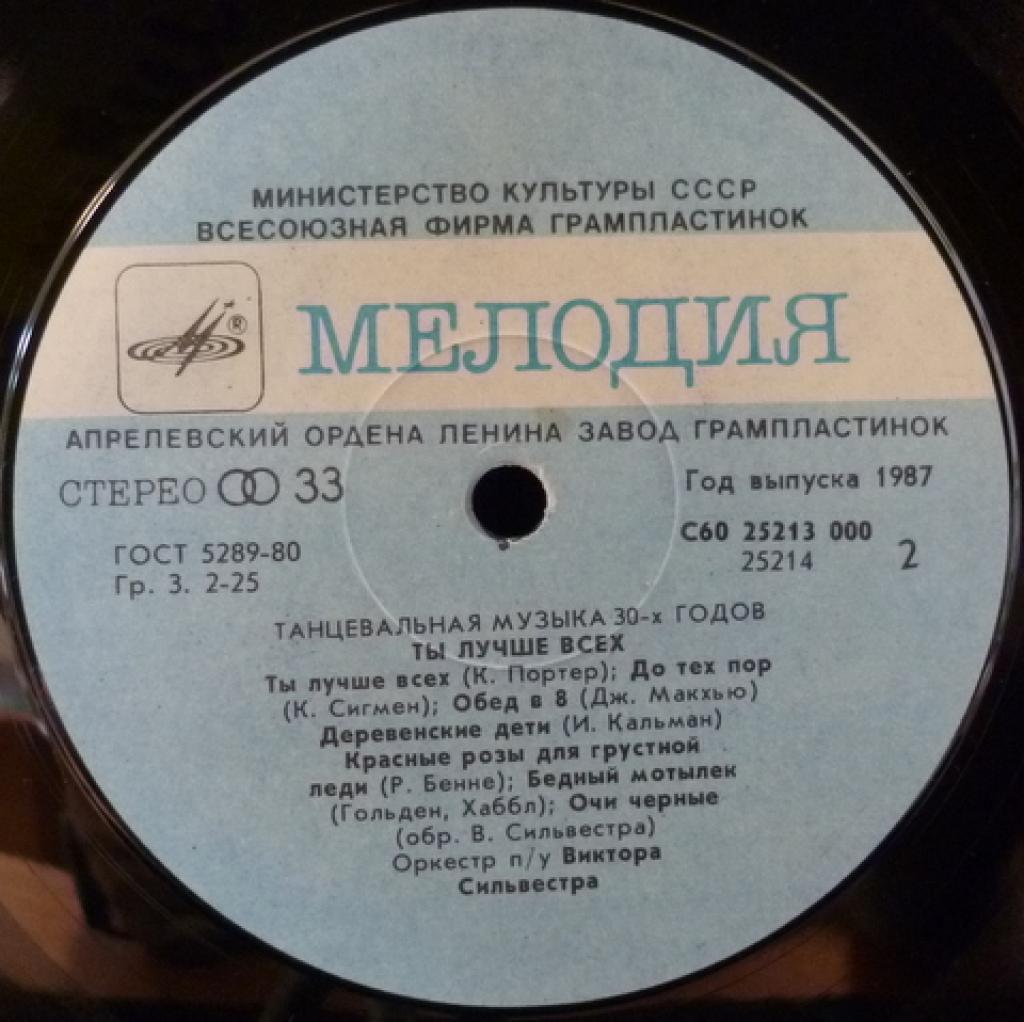 МИНИСТЕРСТВО КУЛЬТУРЫ СССР
ВСЕСОЮЗНАЯ ФИРМА ГРАМПЛАСТИНОК
®
МЕЛОДИЯ
АПРЕЛЕВСКИЙ ОРДЕНА ЛЕНИНА ЗАВОД ГРАМПЛАСТИНОК
СТЕРЕО 33
Год выпуска 1987
ГОСТ 5289-80
Гр. 3. 2-25
С60 25213 000
25214
2
ТАНЦЕВАЛЬНАЯ МУЗЫКА 30-х ГОДОВ
ТЫ ЛУЧШЕ ВСЕХ
Ты лучше всех (К. Портер); До тех пор
(К. Сигмен); Обед в 8 (Дж. Макхью)
Деревенские дети (И. Кальман)
Красные розы для грустной
леди (Р. Бенне); Бедный мотылек
(Гольден, Хаббл); Очи черные
(обр. В. Сильвестра)
Оркестр п/у Виктора
Сильвестра